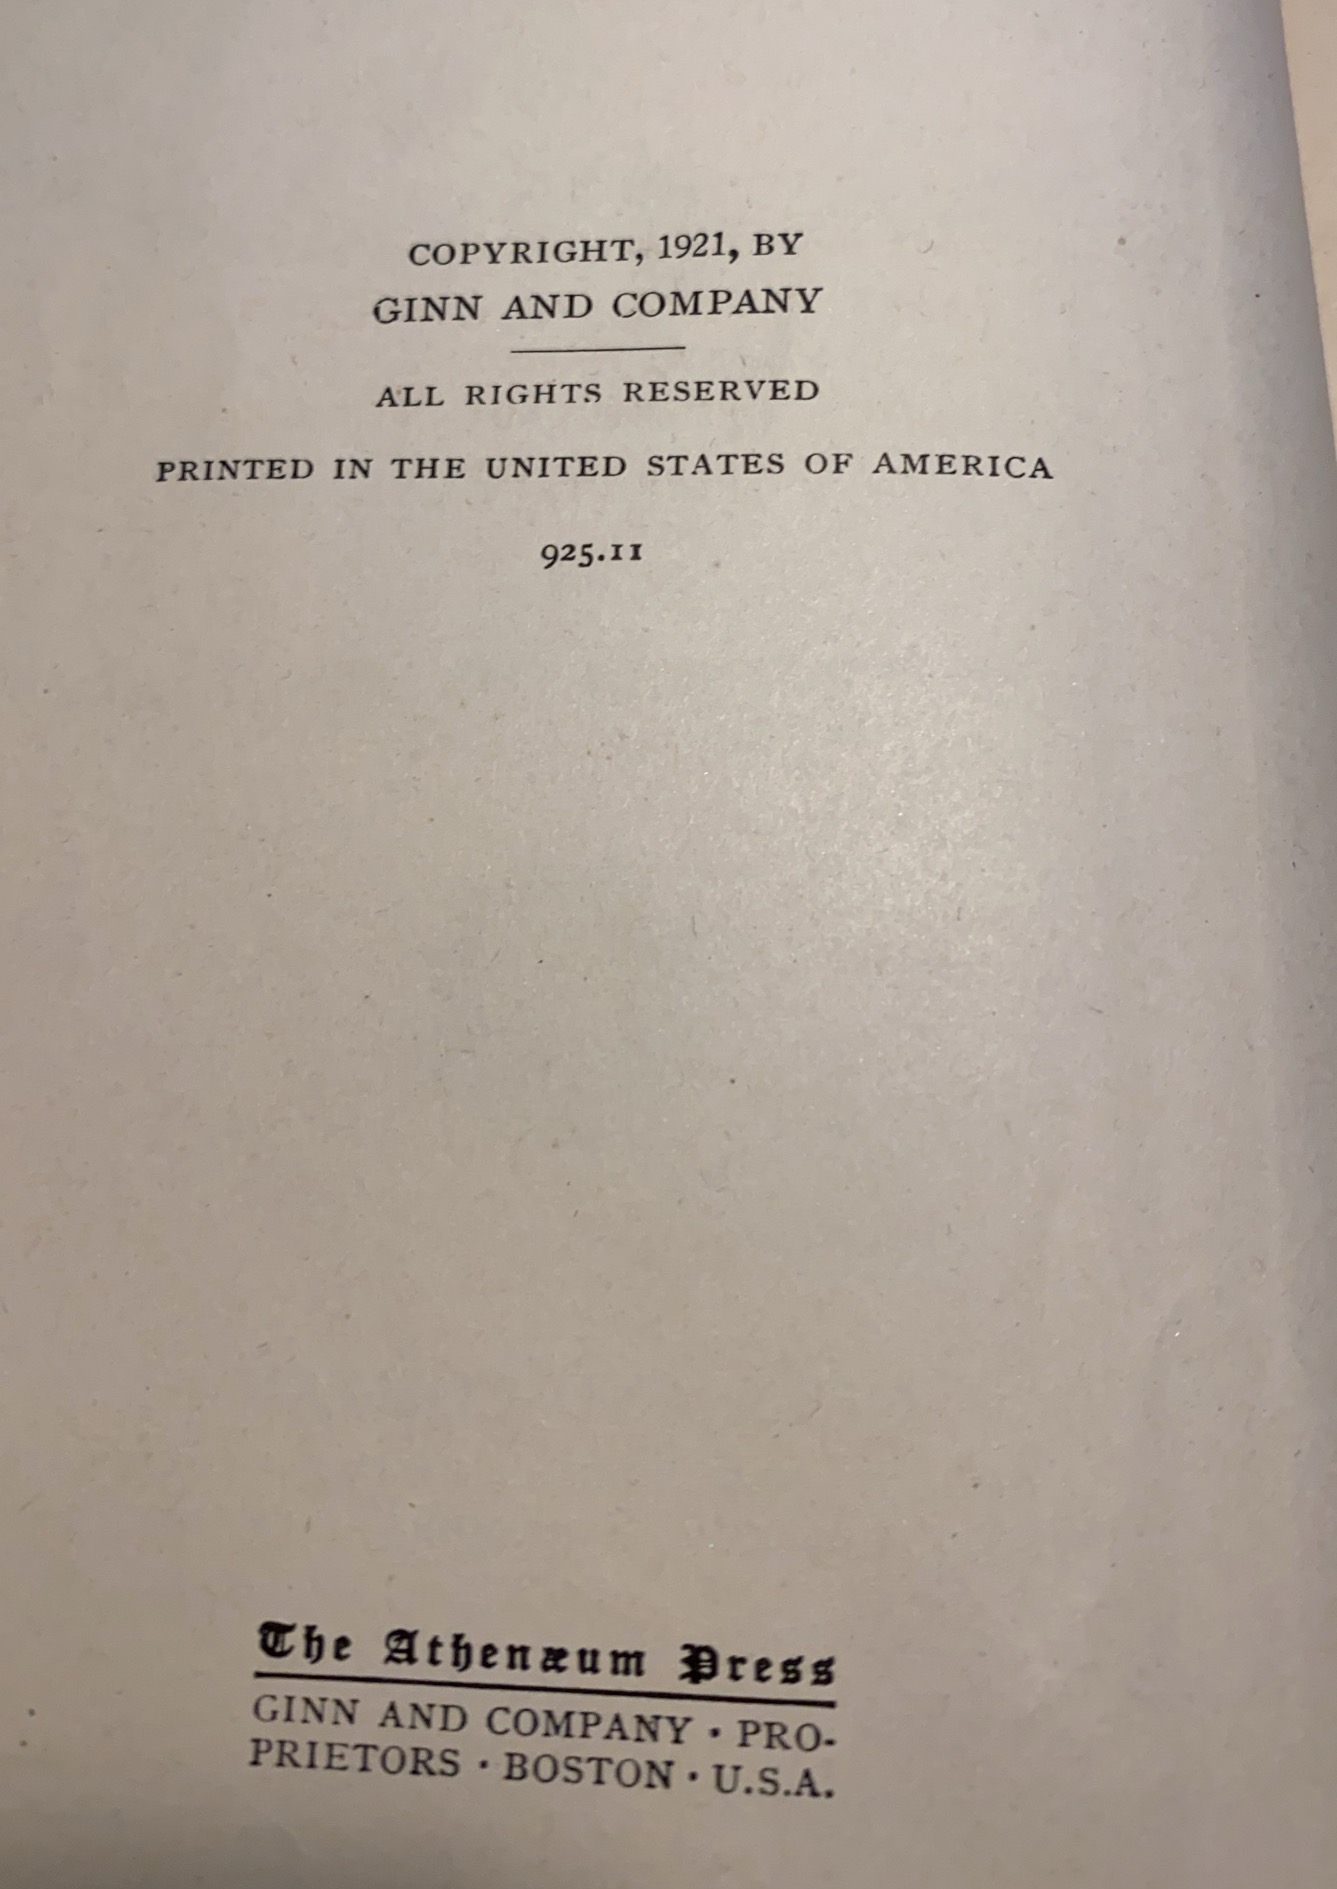 COPYRIGHT, 1921, BY
GINN AND COMPANY
ALL RIGHTS RESERVED
PRINTED IN THE UNITED STATES OF AMERICA
925.11
The Athenæum Press
GINN AND COMPANY · PRO-
PRIETORS · BOSTON · U.S.A.